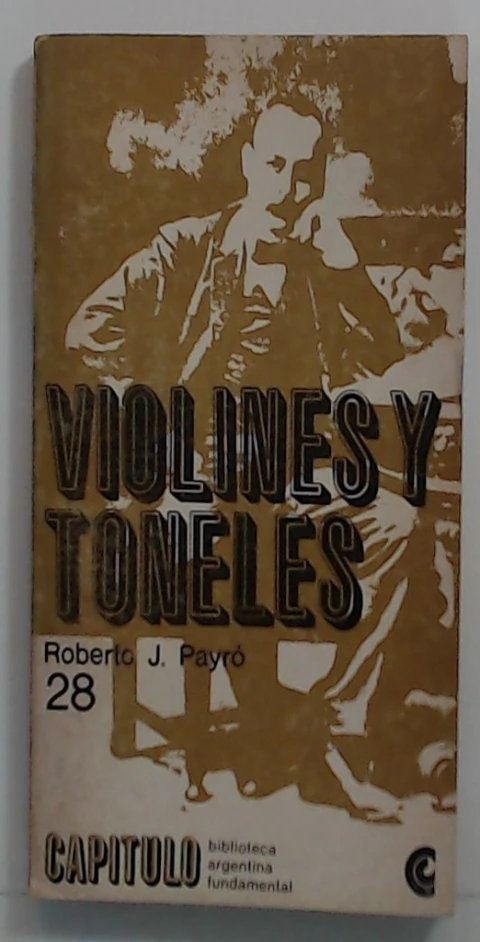 VIOLINES Y
TONELES
Roberto J. Payró
28
CAPITULO
biblioteca
argentina
fundamental